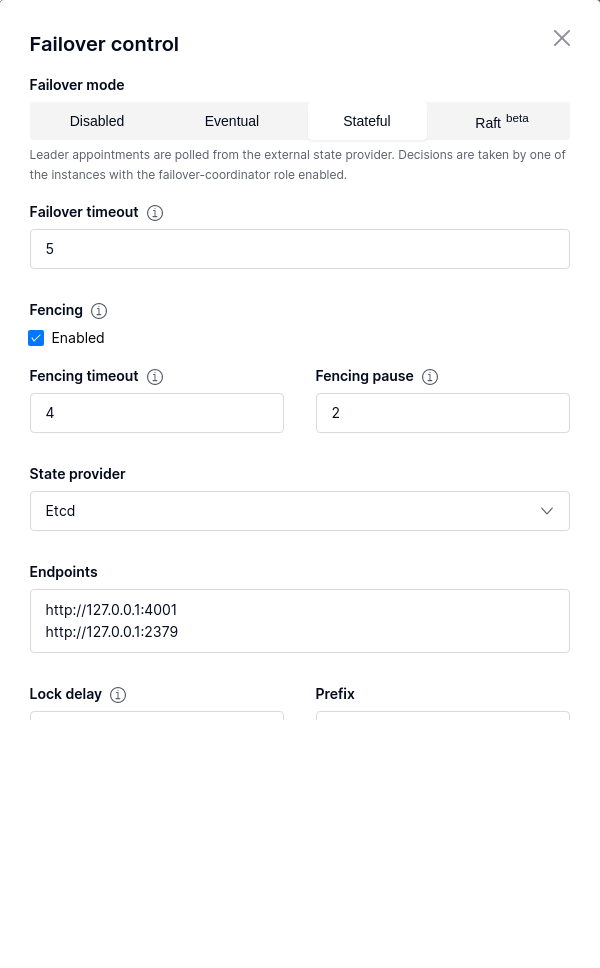 Failover control
Failover mode
Disabled Eventual Stateful Raft beta
Leader appointments are polled from the external state provider. Decisions are taken by one of
the instances with the failover-coordinator role enabled.
Failover timeout
5
Fencing
Enabled
Fencing timeout Fencing pause
4 2
State provider
Etcd
Endpoints
http://127.0.0.1:4001
http://127.0.0.1:2379
Lock delay Prefix